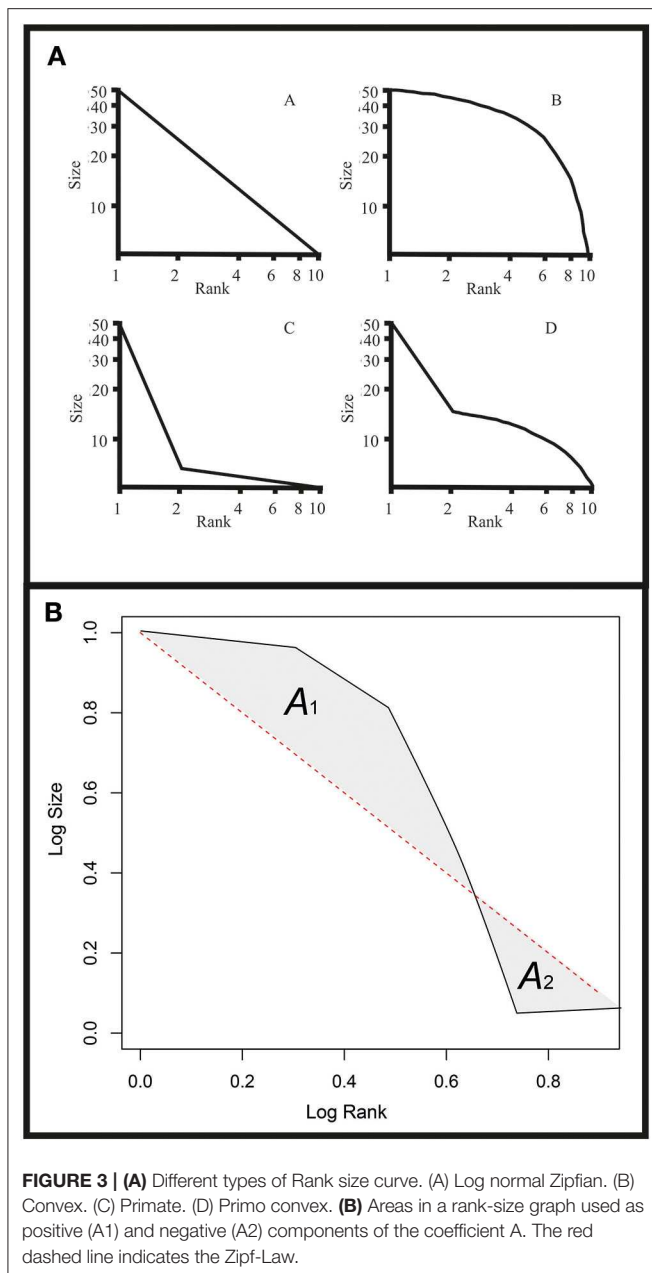 A
A
50
40
30
20
10
Size
1 2 4 6 8 10
Rank
B
50
40
30
20
10
Size
1 2 4 6 8 10
Rank
C
50
40
30
20
10
Size
1 2 4 6 8 10
Rank
D
50
40
30
20
10
Size
1 2 4 6 8 10
Rank
B
1.0
0.8
0.6
0.4
0.2
0.0
Log Size
A1
A2
0.0 0.2 0.4 0.6 0.8
Log Rank
FIGURE 3 | (A) Different types of Rank size curve. (A) Log normal Zipfian. (B)
Convex. (C) Primate. (D) Primo convex. (B) Areas in a rank-size graph used as
positive (A1) and negative (A2) components of the coefficient A. The red
dashed line indicates the Zipf-Law.